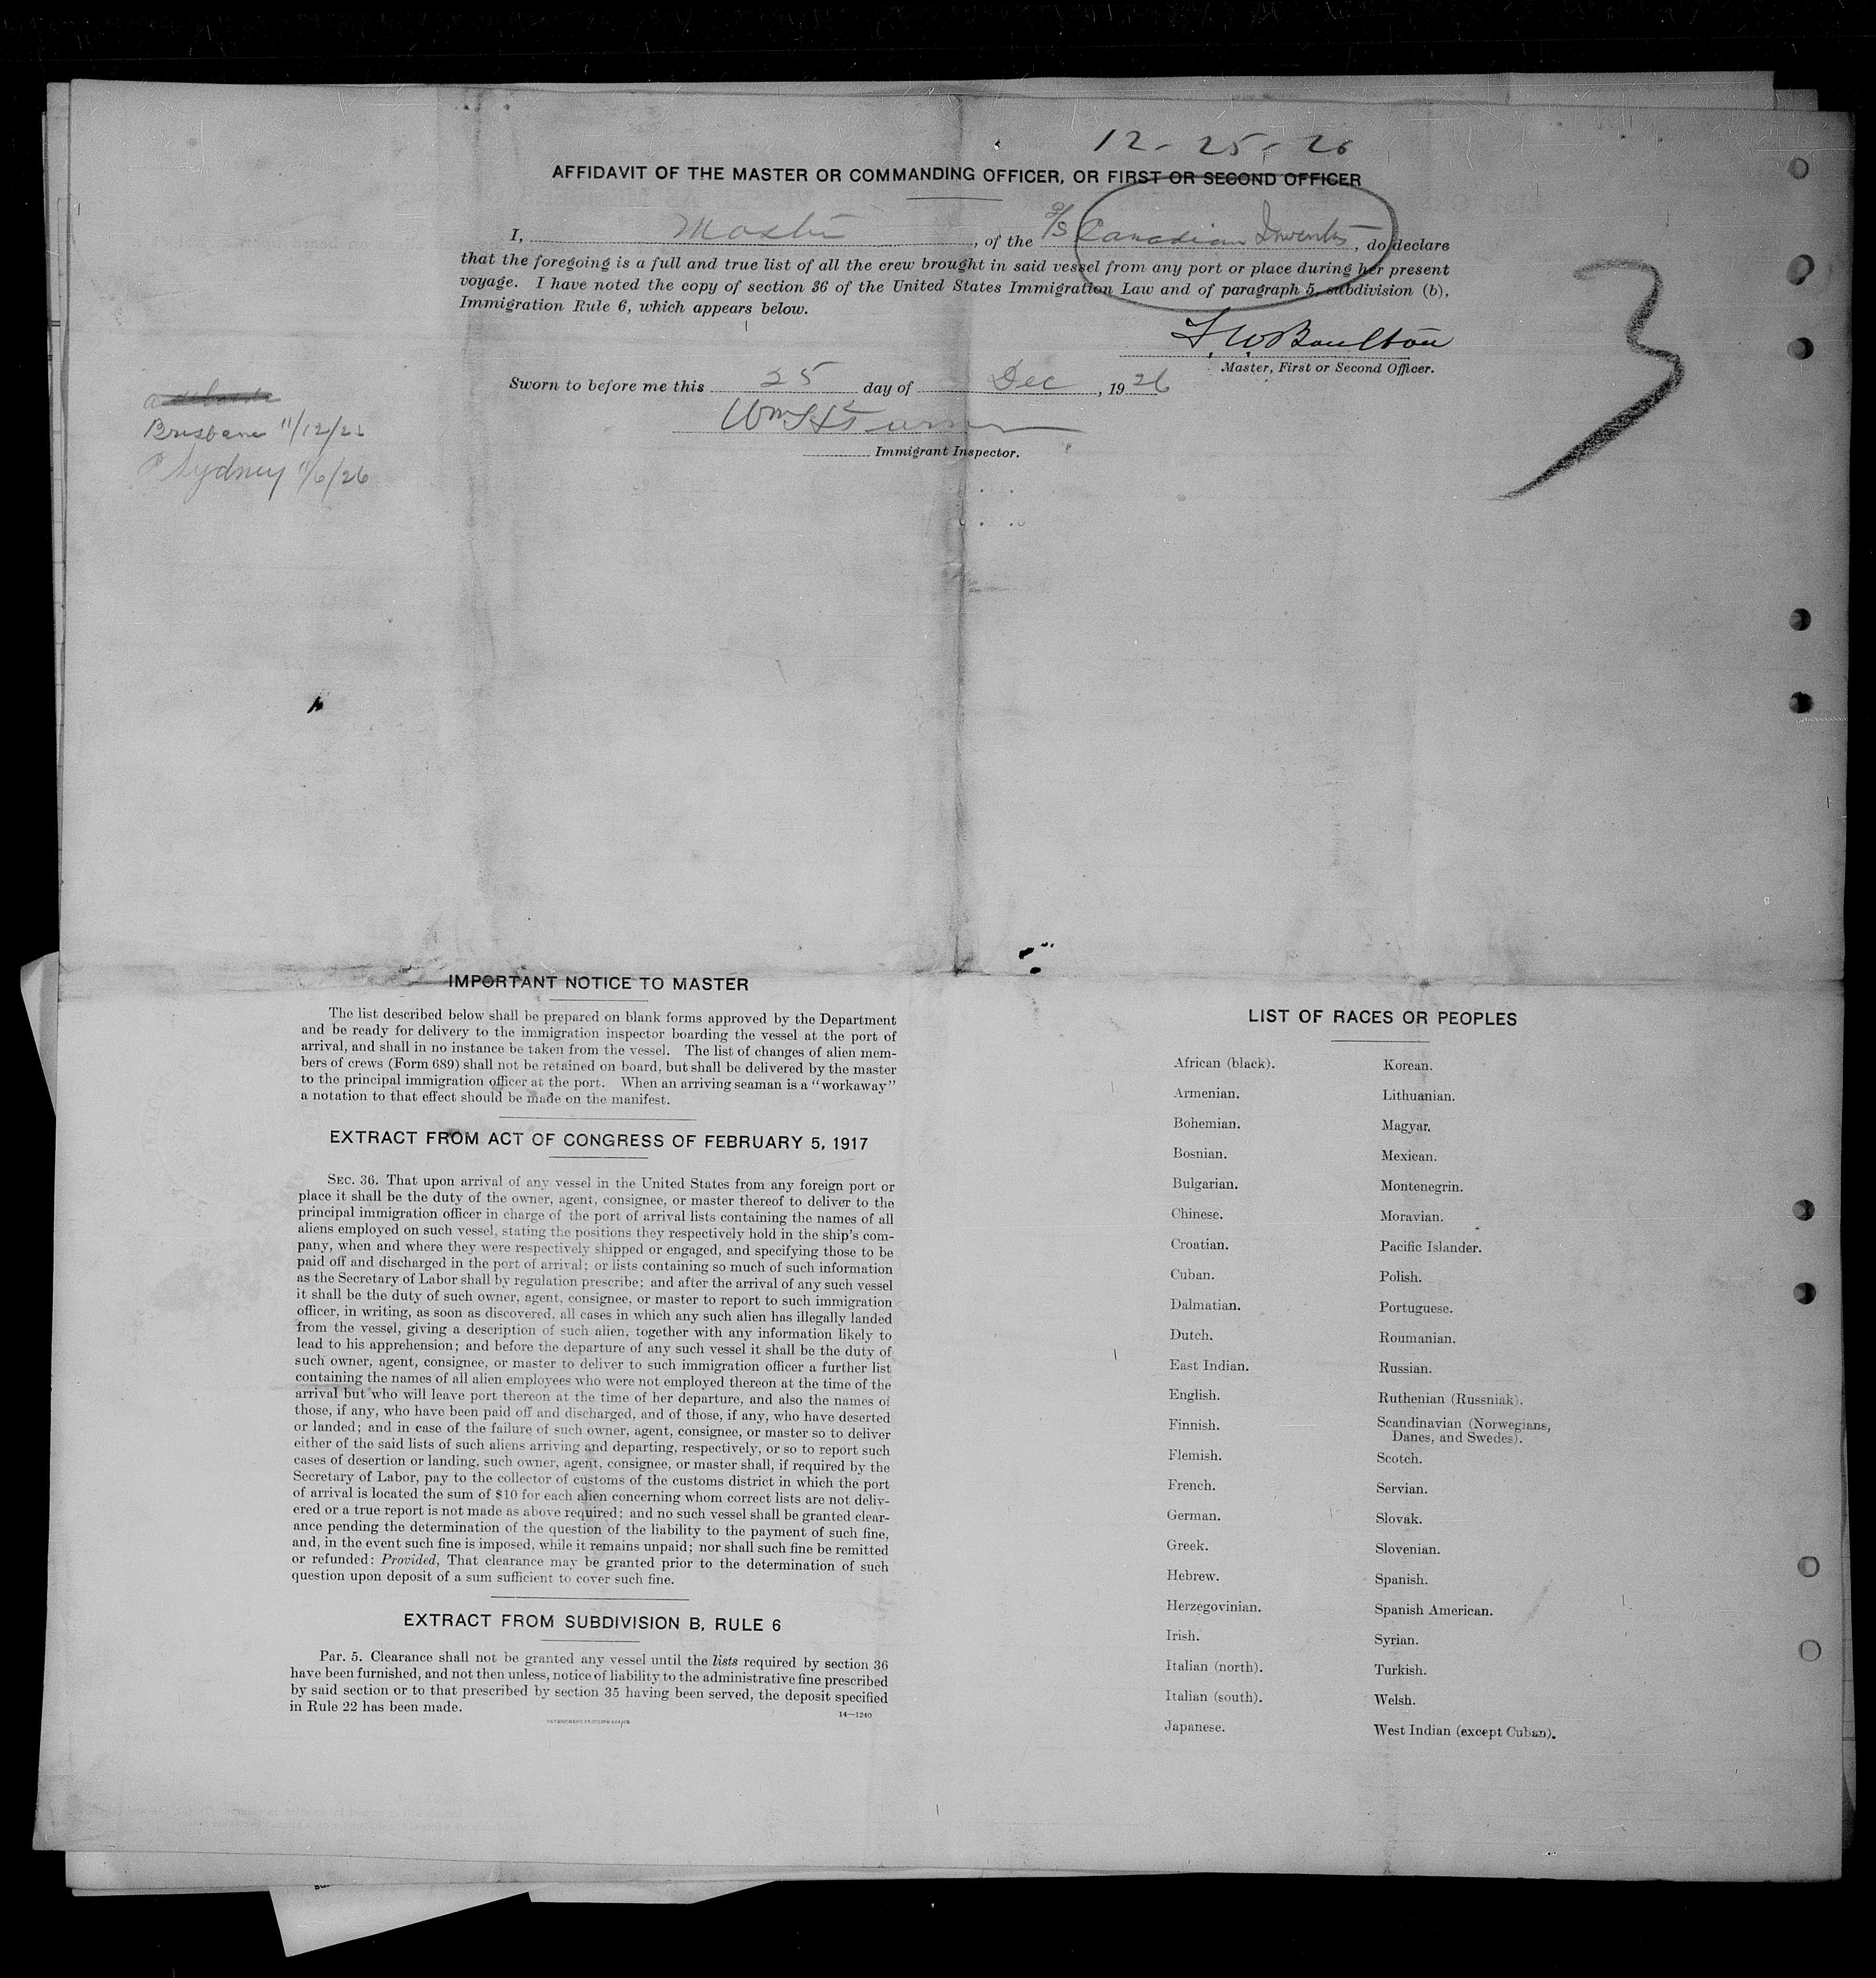 12-25-26
AFFIDAVIT OF THE MASTER OR COMMANDING OFFICER, OR FIRST OR SECOND OFFICER
I, Master, of the S/S Canadian Inventor, do declare
that the foregoing is a full and true list of all the crew brought in said vessel from any port or place during her present
voyage. I have noted the copy of section 36 of the United States Immigration Law and of paragraph 5, subdivision (b),
Immigration Rule 6, which appears below.
F. W. Boulton
Master, First or Second Officer.
Sworn to before me this 25 day of Dec, 1926
Wm H Turner
Immigrant Inspector.
3
Brisbane 11/12/26
Sydney 11/6/26
IMPORTANT NOTICE TO MASTER
The list described below shall be prepared on blank forms approved by the Department
and be ready for delivery to the immigration inspector boarding the vessel at the port of
arrival, and shall in no instance be taken from the vessel. The list of changes of alien mem-
bers of crews (Form 689) shall not be retained on board, but shall be delivered by the master
to the principal immigration officer at the port. When an arriving seaman is a "workaway"
a notation to that effect should be made on the manifest.
EXTRACT FROM ACT OF CONGRESS OF FEBRUARY 5, 1917
SEC. 36. That upon arrival of any vessel in the United States from any foreign port or
place it shall be the duty of the owner, agent, consignee, or master thereof to deliver to the
principal immigration officer in charge of the port of arrival lists containing the names of all
aliens employed on such vessel, stating the positions they respectively hold in the ship's com-
pany, when and where they were respectively shipped or engaged, and specifying those to be
paid off and discharged in the port of arrival; or lists containing so much of such information
as the Secretary of Labor shall by regulation prescribe; and after the arrival of any such vessel
it shall be the duty of such owner, agent, consignee, or master to report to such immigration
officer, in writing, as soon as discovered, all cases in which any such alien has illegally landed
from the vessel, giving a description of such alien, together with any information likely to
lead to his apprehension; and before the departure of any such vessel it shall be the duty of
such owner, agent, consignee, or master to deliver to such immigration officer a further list
containing the names of all alien employees who were not employed thereon at the time of the
arrival but who will leave port thereon at the time of her departure, and also the names of
those, if any, who have been paid off and discharged, and of those, if any, who have deserted
or landed; and in case of the failure of such owner, agent, consignee, or master so to deliver
either of the said lists of such aliens arriving and departing, respectively, or so to report such
cases of desertion or landing, such owner, agent, consignee, or master shall, if required by the
Secretary of Labor, pay to the collector of customs of the customs district in which the port
of arrival is located the sum of $10 for each alien concerning whom correct lists are not deliv-
ered or a true report is not made as above required; and no such vessel shall be granted clear-
ance pending the determination of the question of the liability to the payment of such fine,
and, in the event such fine is imposed, while it remains unpaid; nor shall such fine be remitted
or refunded: Provided, That clearance may be granted prior to the determination of such
question upon deposit of a sum sufficient to cover such fine.
EXTRACT FROM SUBDIVISION B, RULE 6
Par. 5. Clearance shall not be granted any vessel until the lists required by section 36
have been furnished, and not then unless, notice of liability to the administrative fine prescribed
by said section or to that prescribed by section 35 having been served, the deposit specified
in Rule 22 has been made.
GOVERNMENT PRINTING OFFICE
14—1240
LIST OF RACES OR PEOPLES
African (black).
Armenian.
Bohemian.
Bosnian.
Bulgarian.
Chinese.
Croatian.
Cuban.
Dalmatian.
Dutch.
East Indian.
English.
Finnish.
Flemish.
French.
German.
Greek.
Hebrew.
Herzegovinian.
Irish.
Italian (north).
Italian (south).
Japanese.
Korean.
Lithuanian.
Magyar.
Mexican.
Montenegrin.
Moravian.
Pacific Islander.
Polish.
Portuguese.
Roumanian.
Russian.
Ruthenian (Russniak).
Scandinavian (Norwegians,
Danes, and Swedes).
Scotch.
Servian.
Slovak.
Slovenian.
Spanish.
Spanish American.
Syrian.
Turkish.
Welsh.
West Indian (except Cuban).